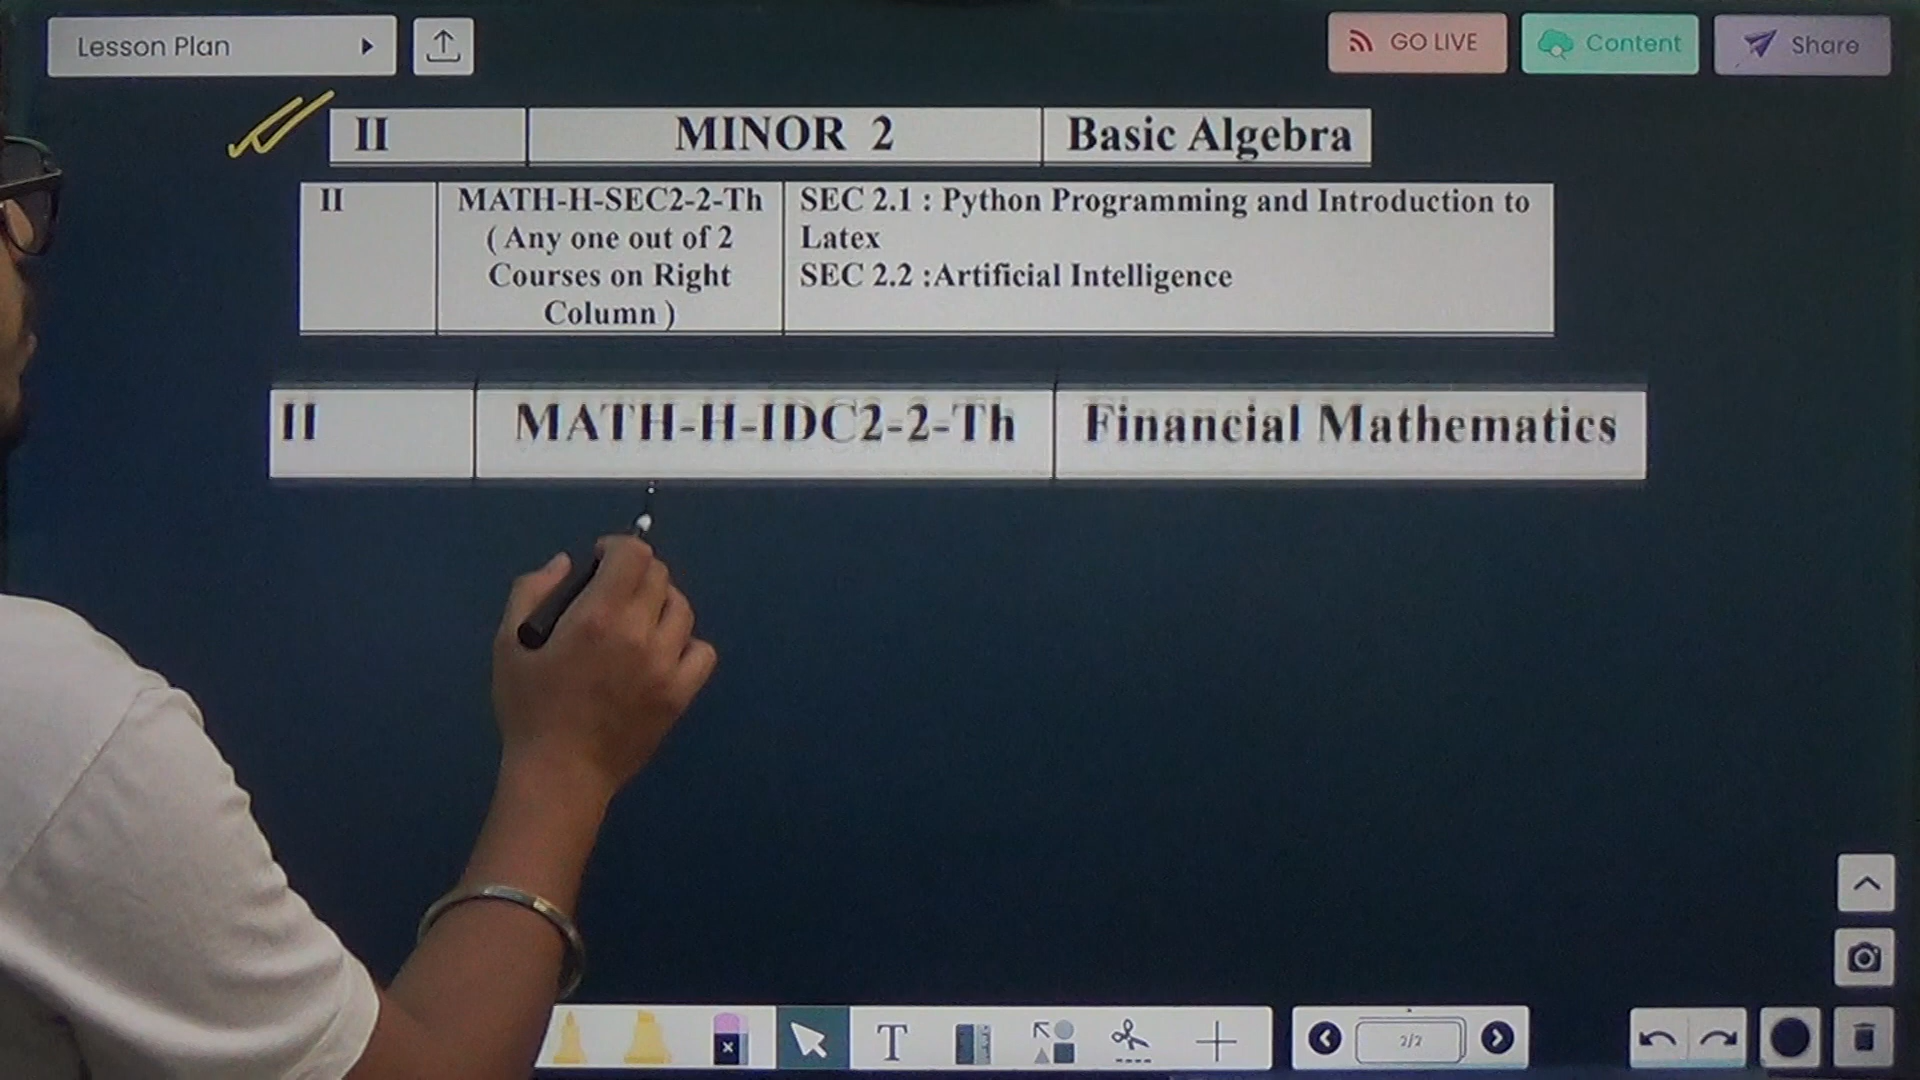 Lesson Plan
GO LIVE
Content
Share
II MINOR 2 Basic Algebra
II MATH-H-SEC2-2-Th SEC 2.1 : Python Programming and Introduction to
( Any one out of 2 Latex
Courses on Right SEC 2.2 :Artificial Intelligence
Column )
II MATH-H-IDC2-2-Th Financial Mathematics
T
2/2